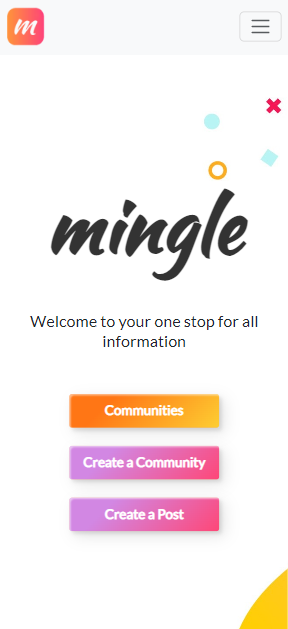 m
mingle
Welcome to your one stop for all
information
Communities
Create a Community
Create a Post